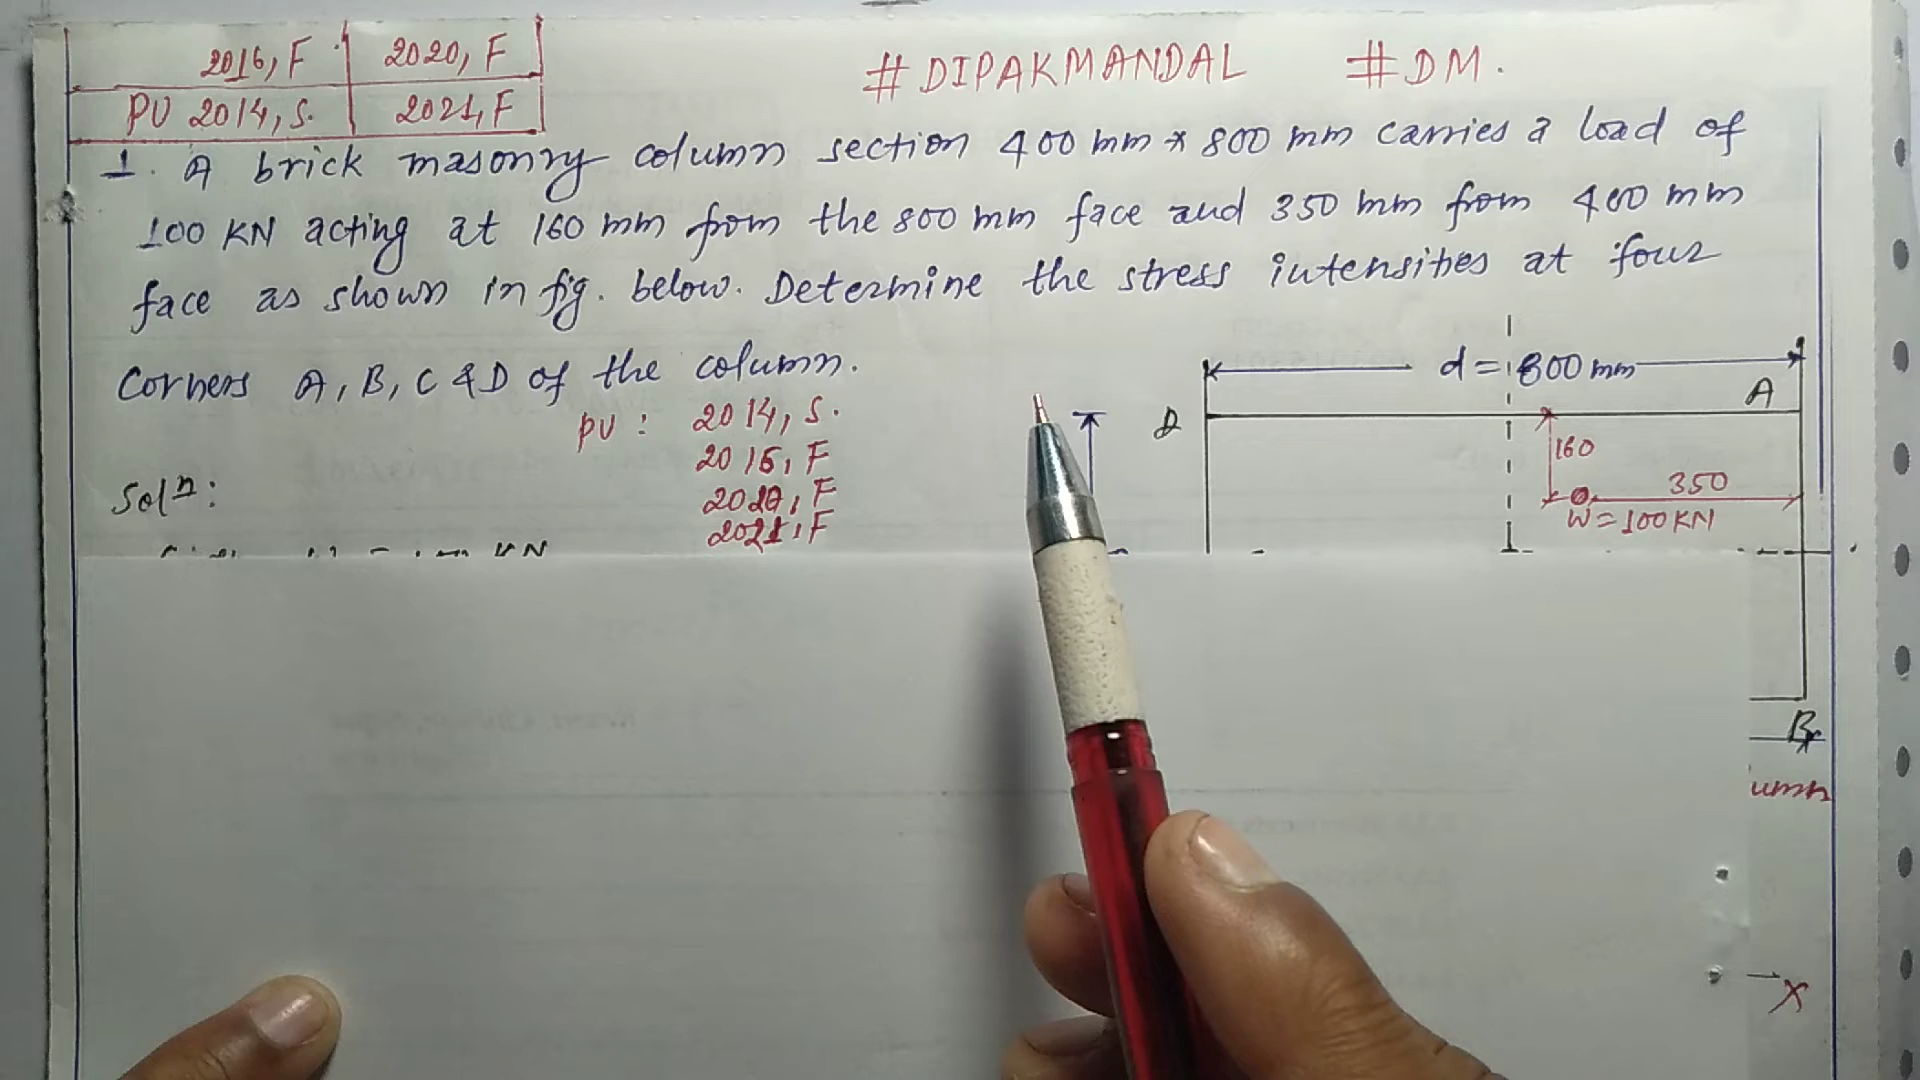 2016, F 2020, F
PU 2014, S. 2021, F
#DIPAKMANDAL #DM.
1. A brick masonry column section 400 mm * 800 mm carries a load of
100 KN acting at 160 mm from the 800 mm face and 350 mm from 400 mm
face as shown in fig. below. Determine the stress intensities at four
corners A, B, C & D of the column.
PU : 2014, S.
2016, F
2020, F
2021, F
Solⁿ:
d = 800 mm
D
A
160
350
W = 100 KN
B
X